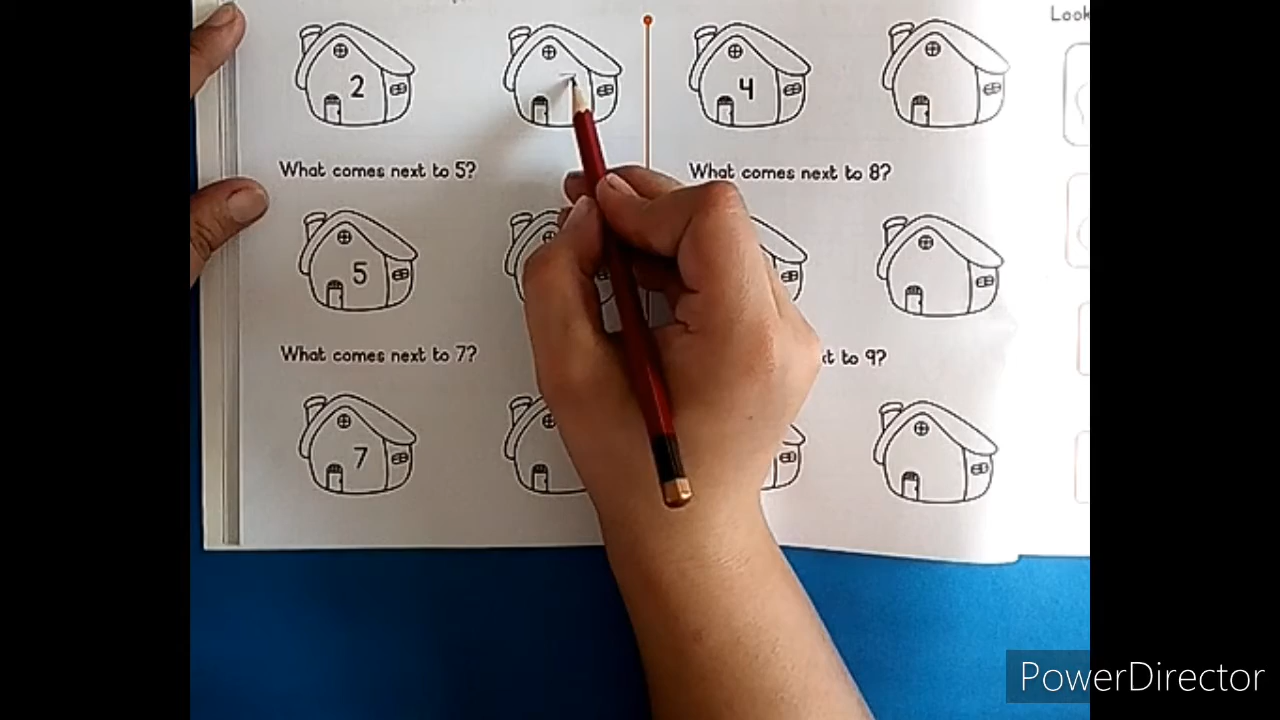 2 4
Look
What comes next to 5? What comes next to 8?
5
What comes next to 7? to 9?
7
PowerDirector